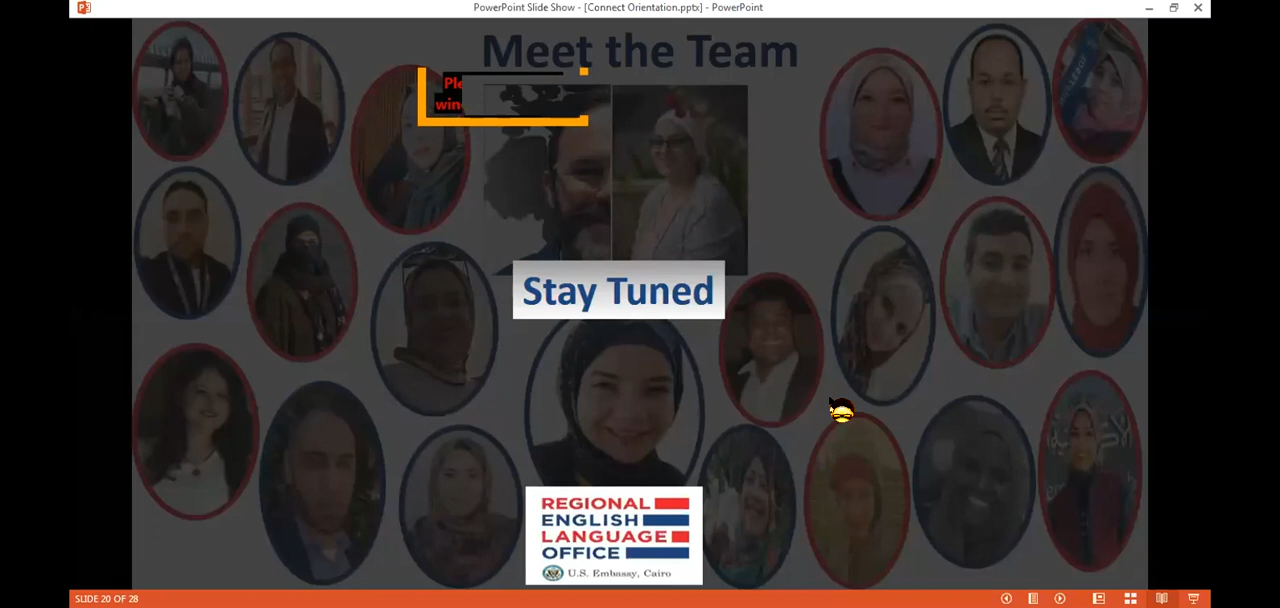 PowerPoint Slide Show - [Connect Orientation.pptx] - PowerPoint
Meet the Team
Stay Tuned
REGIONAL
ENGLISH
LANGUAGE
OFFICE
U.S. Embassy, Cairo
SLIDE 20 OF 28